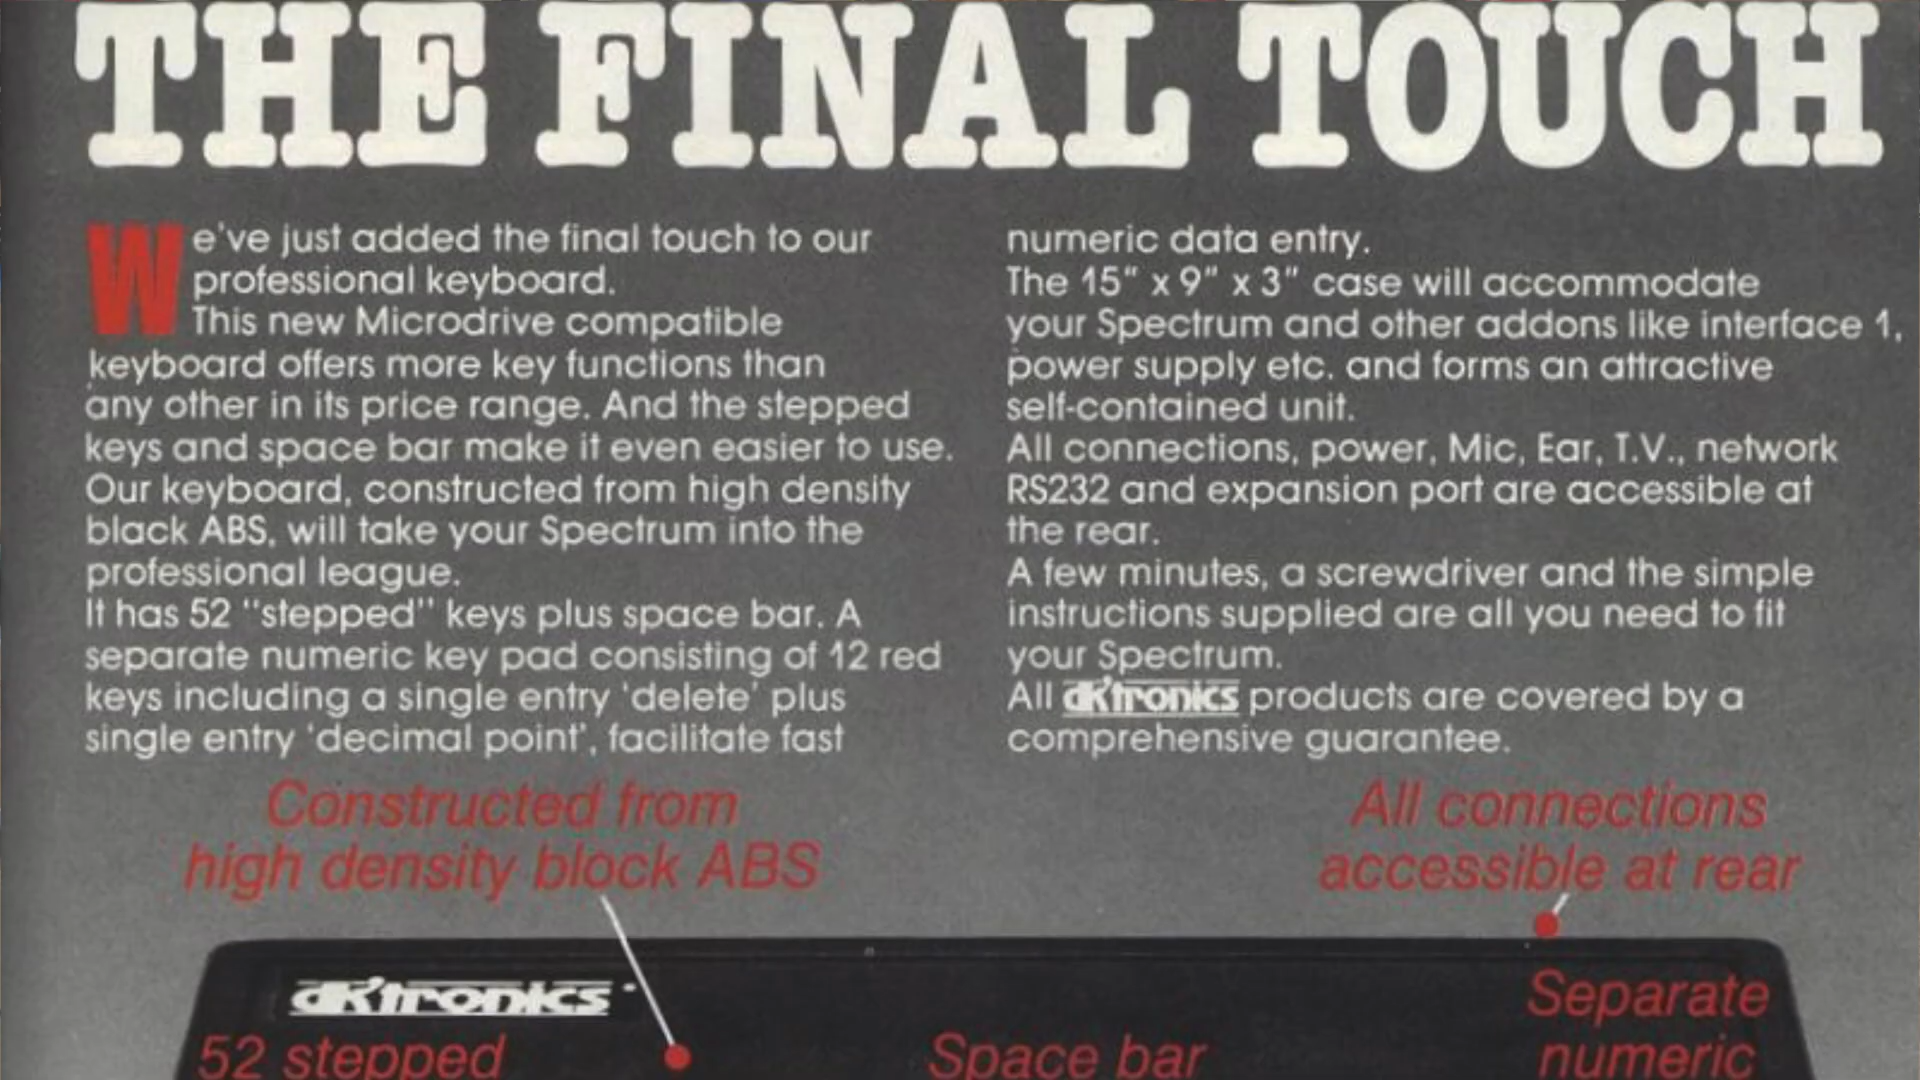 THE FINAL TOUCH
We've just added the final touch to our
professional keyboard.
This new Microdrive compatible
keyboard offers more key functions than
any other in its price range. And the stepped
keys and space bar make it even easier to use.
Our keyboard, constructed from high density
black ABS, will take your Spectrum into the
professional league.
It has 52 "stepped" keys plus space bar. A
separate numeric key pad consisting of 12 red
keys including a single entry 'delete' plus
single entry 'decimal point', facilitate fast
numeric data entry.
The 15" x 9" x 3" case will accommodate
your Spectrum and other addons like interface 1,
power supply etc. and forms an attractive
self-contained unit.
All connections, power, Mic, Ear, T.V., network
RS232 and expansion port are accessible at
the rear.
A few minutes, a screwdriver and the simple
instructions supplied are all you need to fit
your Spectrum.
All dk'tronics products are covered by a
comprehensive guarantee.
Constructed from
high density block ABS
All connections
accessible at rear
dk'tronics
52 stepped
Space bar
Separate
numeric